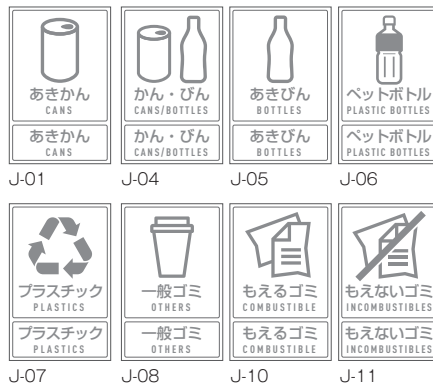 あきかん
CANS
あきかん
CANS
J-01
かん・びん
CANS/BOTTLES
かん・びん
CANS/BOTTLES
J-04
あきびん
BOTTLES
あきびん
BOTTLES
J-05
ペットボトル
PLASTIC BOTTLES
ペットボトル
PLASTIC BOTTLES
J-06
プラスチック
PLASTICS
プラスチック
PLASTICS
J-07
一般ゴミ
OTHERS
一般ゴミ
OTHERS
J-08
もえるゴミ
COMBUSTIBLE
もえるゴミ
COMBUSTIBLE
J-10
もえないゴミ
INCOMBUSTIBLES
もえないゴミ
INCOMBUSTIBLES
J-11